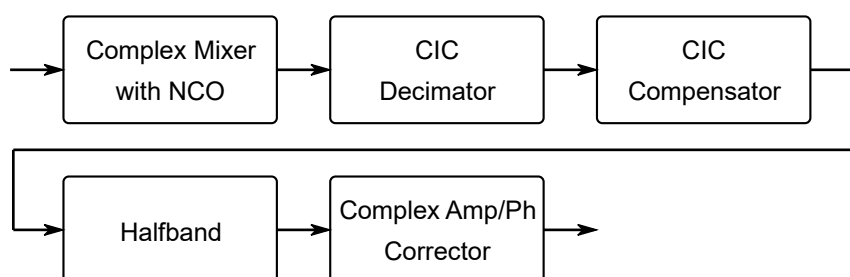 Complex Mixer
with NCO
CIC
Decimator
CIC
Compensator
Halfband
Complex Amp/Ph
Corrector